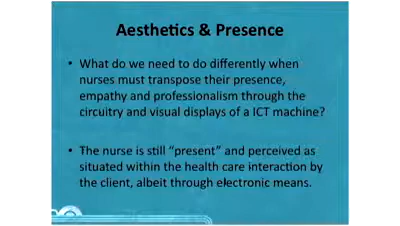 Aesthetics & Presence
• What do we need to do differently when
nurses must transpose their presence,
empathy and professionalism through the
circuitry and visual displays of a ICT machine?
• The nurse is still “present” and perceived as
situated within the health care interaction by
the client, albeit through electronic means.